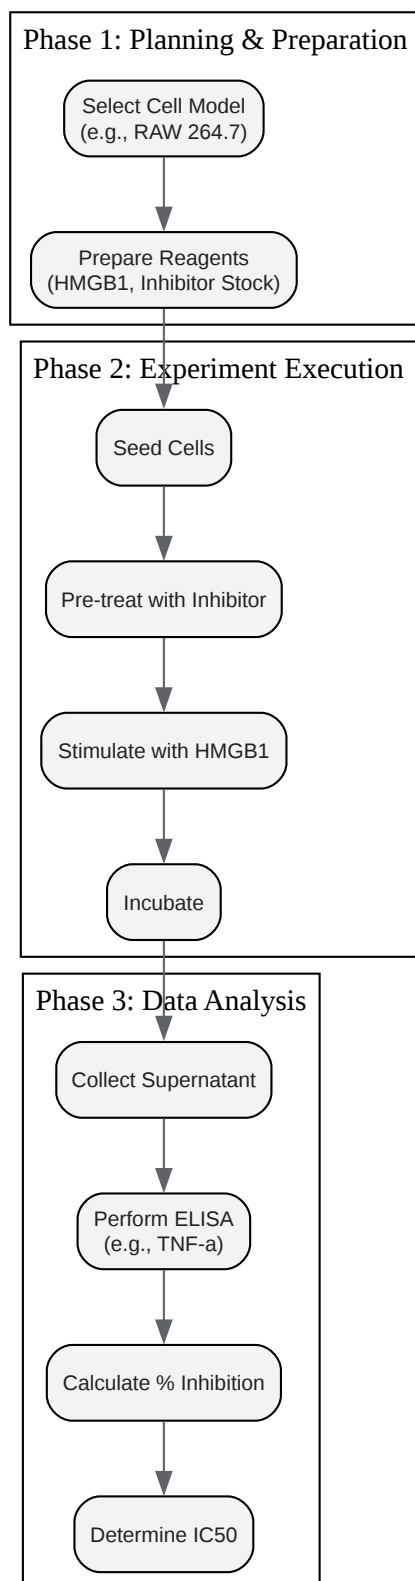 Phase 1: Planning & Preparation
Select Cell Model
(e.g., RAW 264.7)
Prepare Reagents
(HMGB1, Inhibitor Stock)
Phase 2: Experiment Execution
Seed Cells
Pre-treat with Inhibitor
Stimulate with HMGB1
Incubate
Phase 3: Data Analysis
Collect Supernatant
Perform ELISA
(e.g., TNF-a)
Calculate % Inhibition
Determine IC50